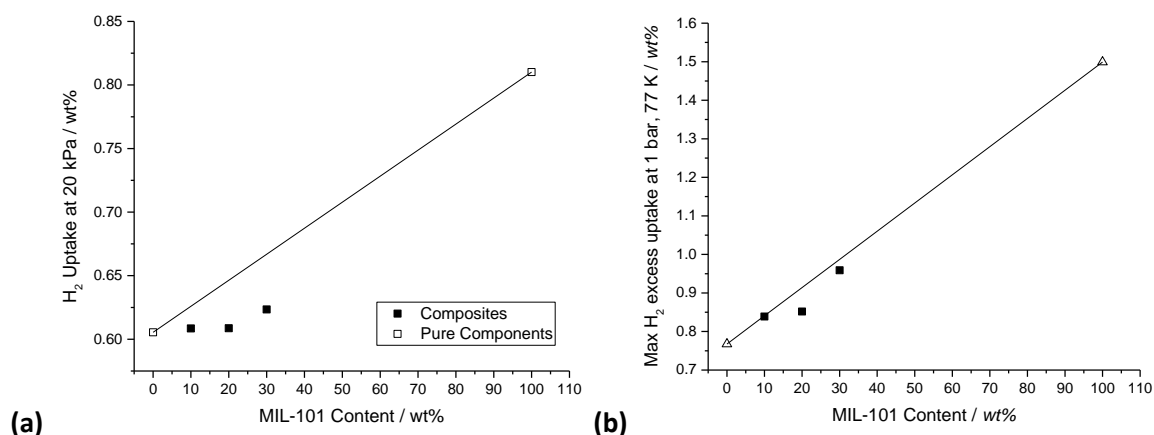 H₂ Uptake at 20 kPa / wt%
0.85
0.80
0.75
0.70
0.65
0.60
0 10 20 30 40 50 60 70 80 90 100 110
MIL-101 Content / wt%
Composites
Pure Components
(a)
Max H₂ excess uptake at 1 bar, 77 K / wt%
1.6
1.5
1.4
1.3
1.2
1.1
1.0
0.9
0.8
0.7
0 10 20 30 40 50 60 70 80 90 100 110
MIL-101 Content / wt%
(b)